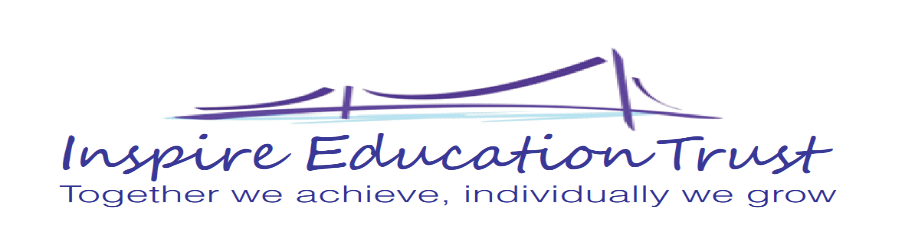 Inspire Education Trust
Together we achieve, individually we grow